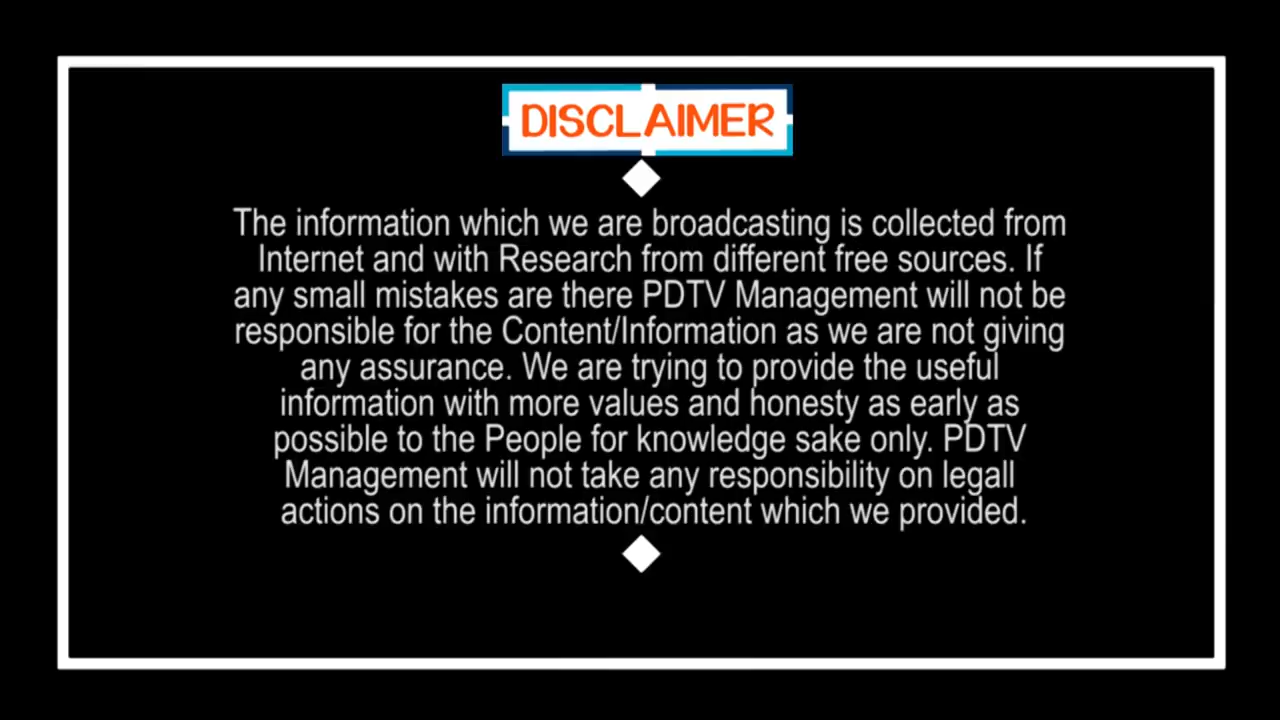 DISCLAIMER
The information which we are broadcasting is collected from
Internet and with Research from different free sources. If
any small mistakes are there PDTV Management will not be
responsible for the Content/Information as we are not giving
any assurance. We are trying to provide the useful
information with more values and honesty as early as
possible to the People for knowledge sake only. PDTV
Management will not take any responsibility on legall
actions on the information/content which we provided.